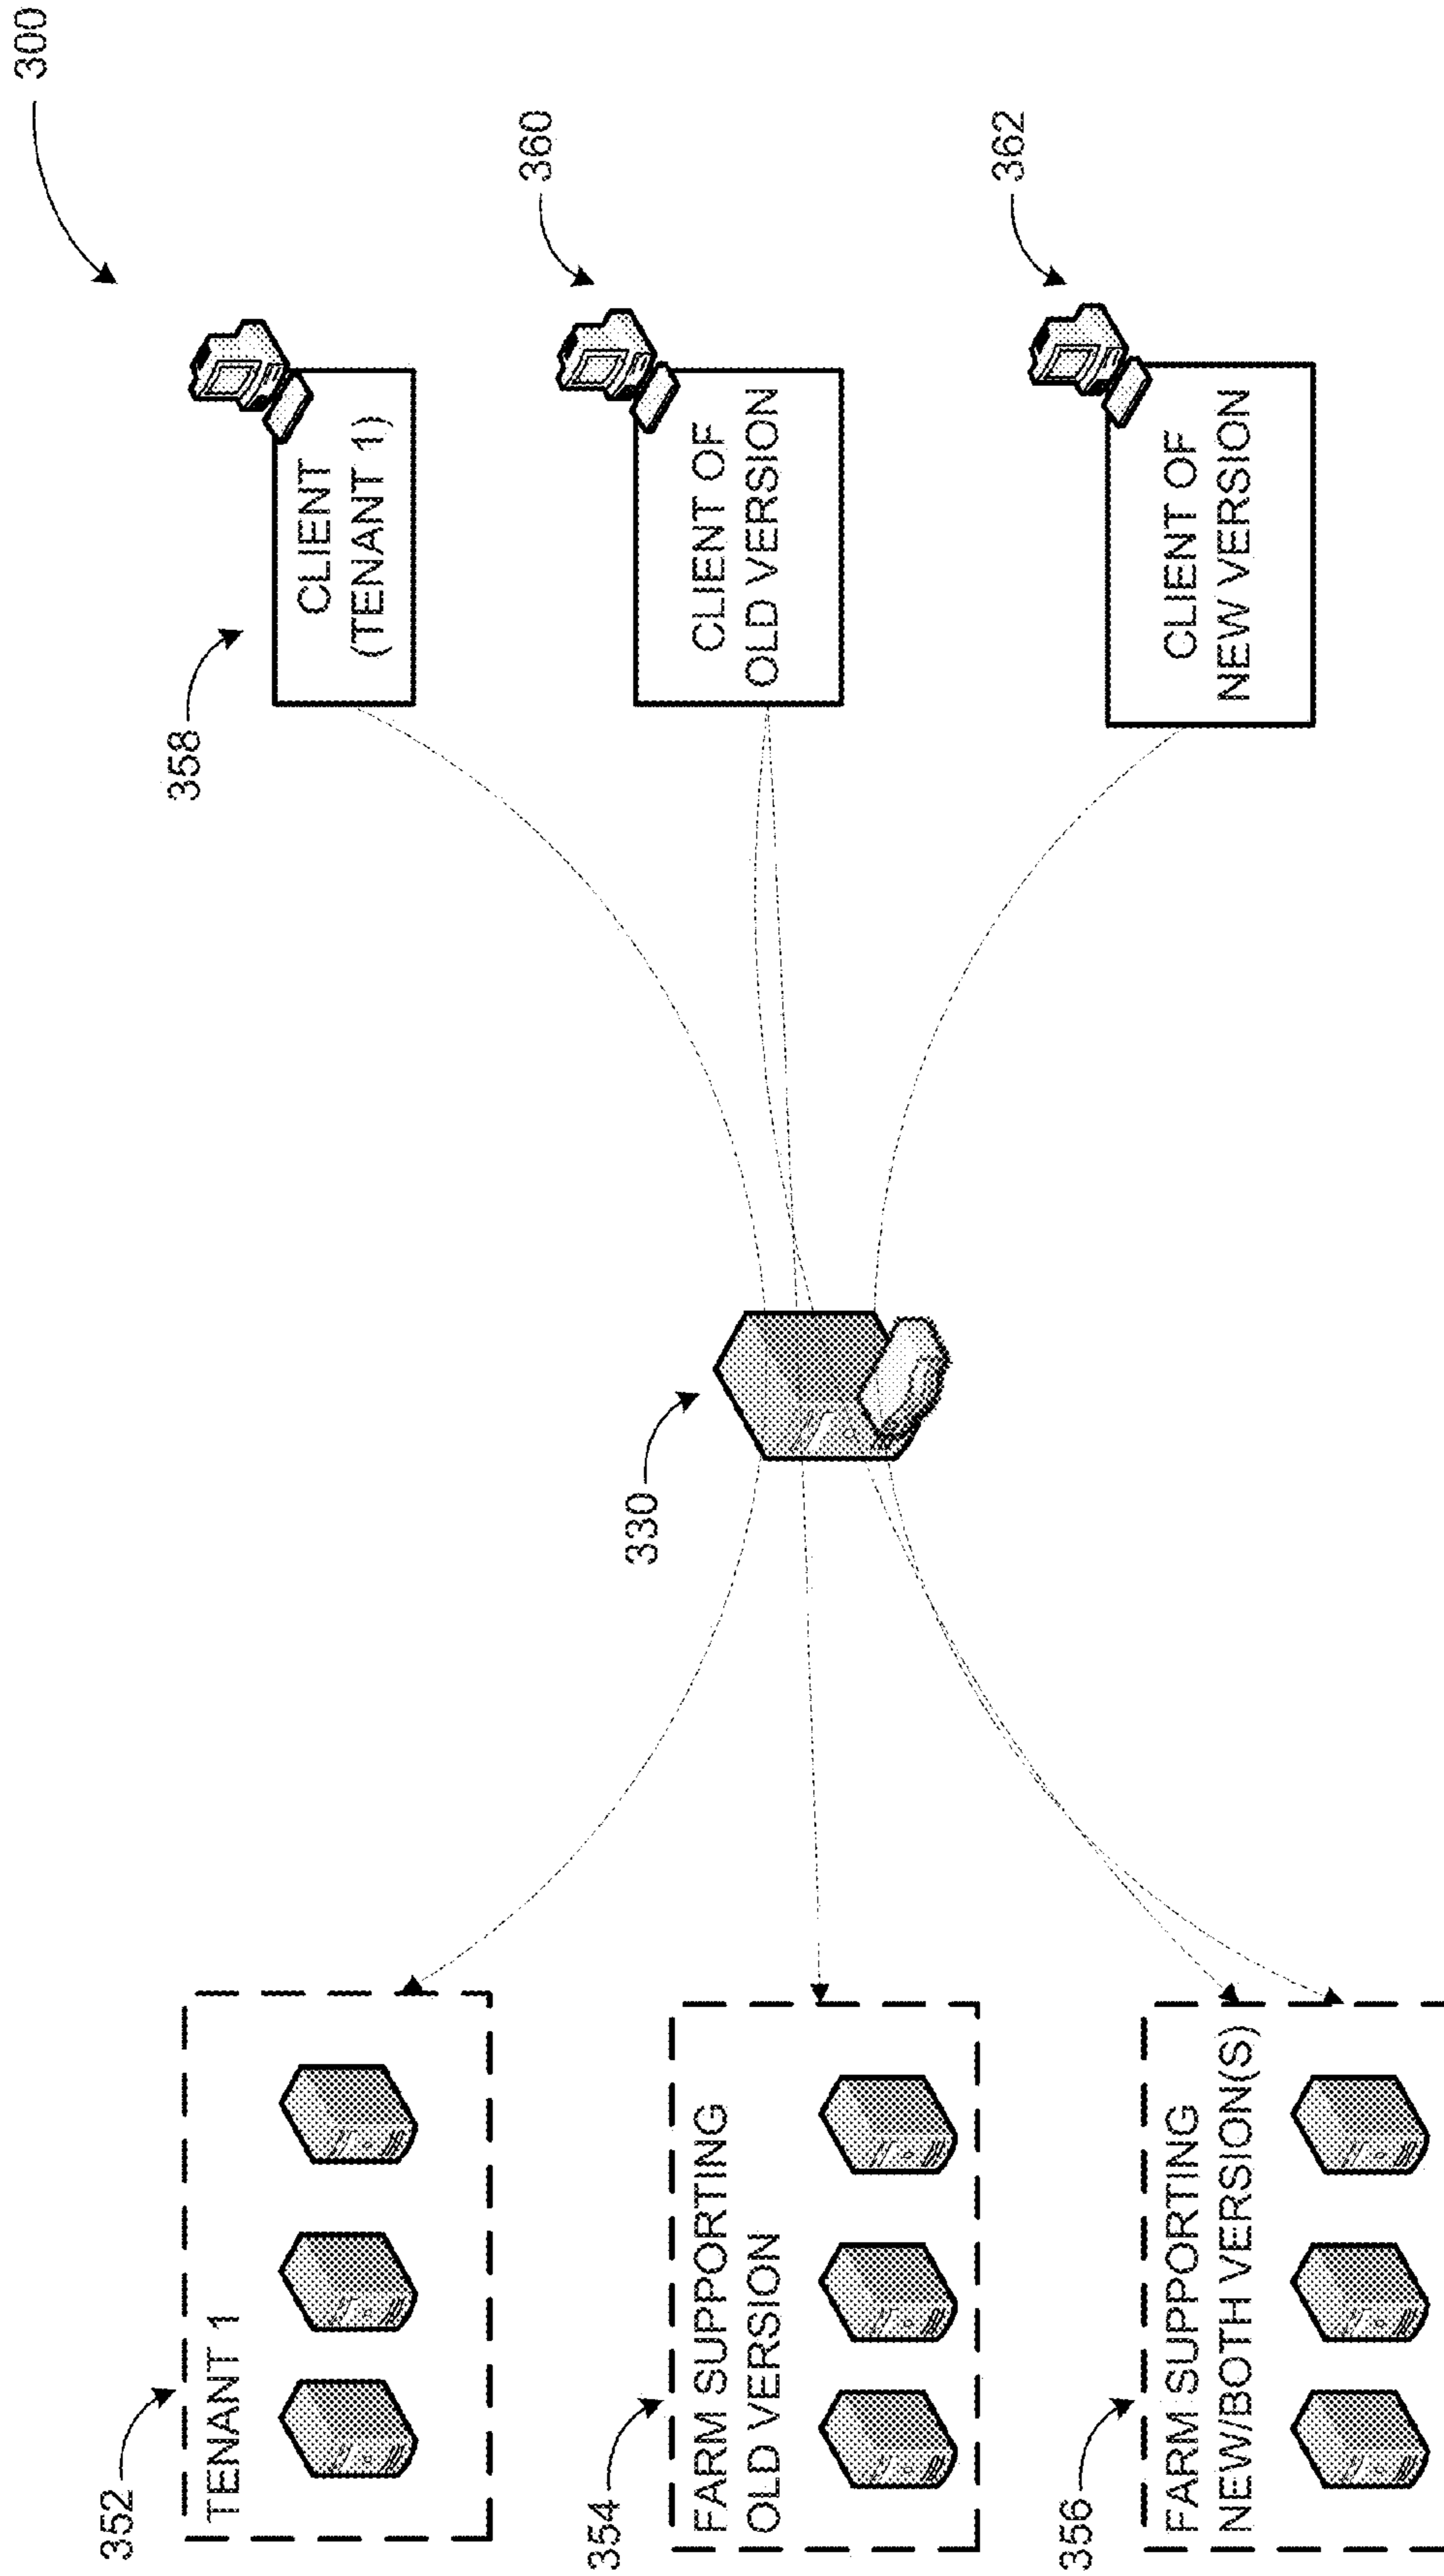 300
352
TENANT 1
358
CLIENT
(TENANT 1)
354
FARM SUPPORTING
OLD VERSION
330
360
CLIENT OF
OLD VERSION
356
FARM SUPPORTING
NEW/BOTH VERSION(S)
362
CLIENT OF
NEW VERSION